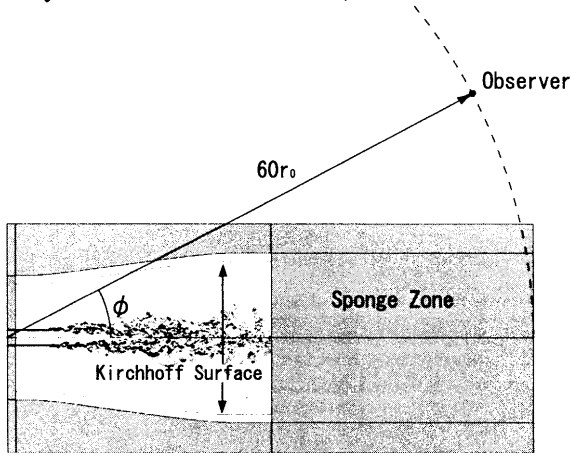 Observer
60r₀
ϕ
Sponge Zone
Kirchhoff Surface